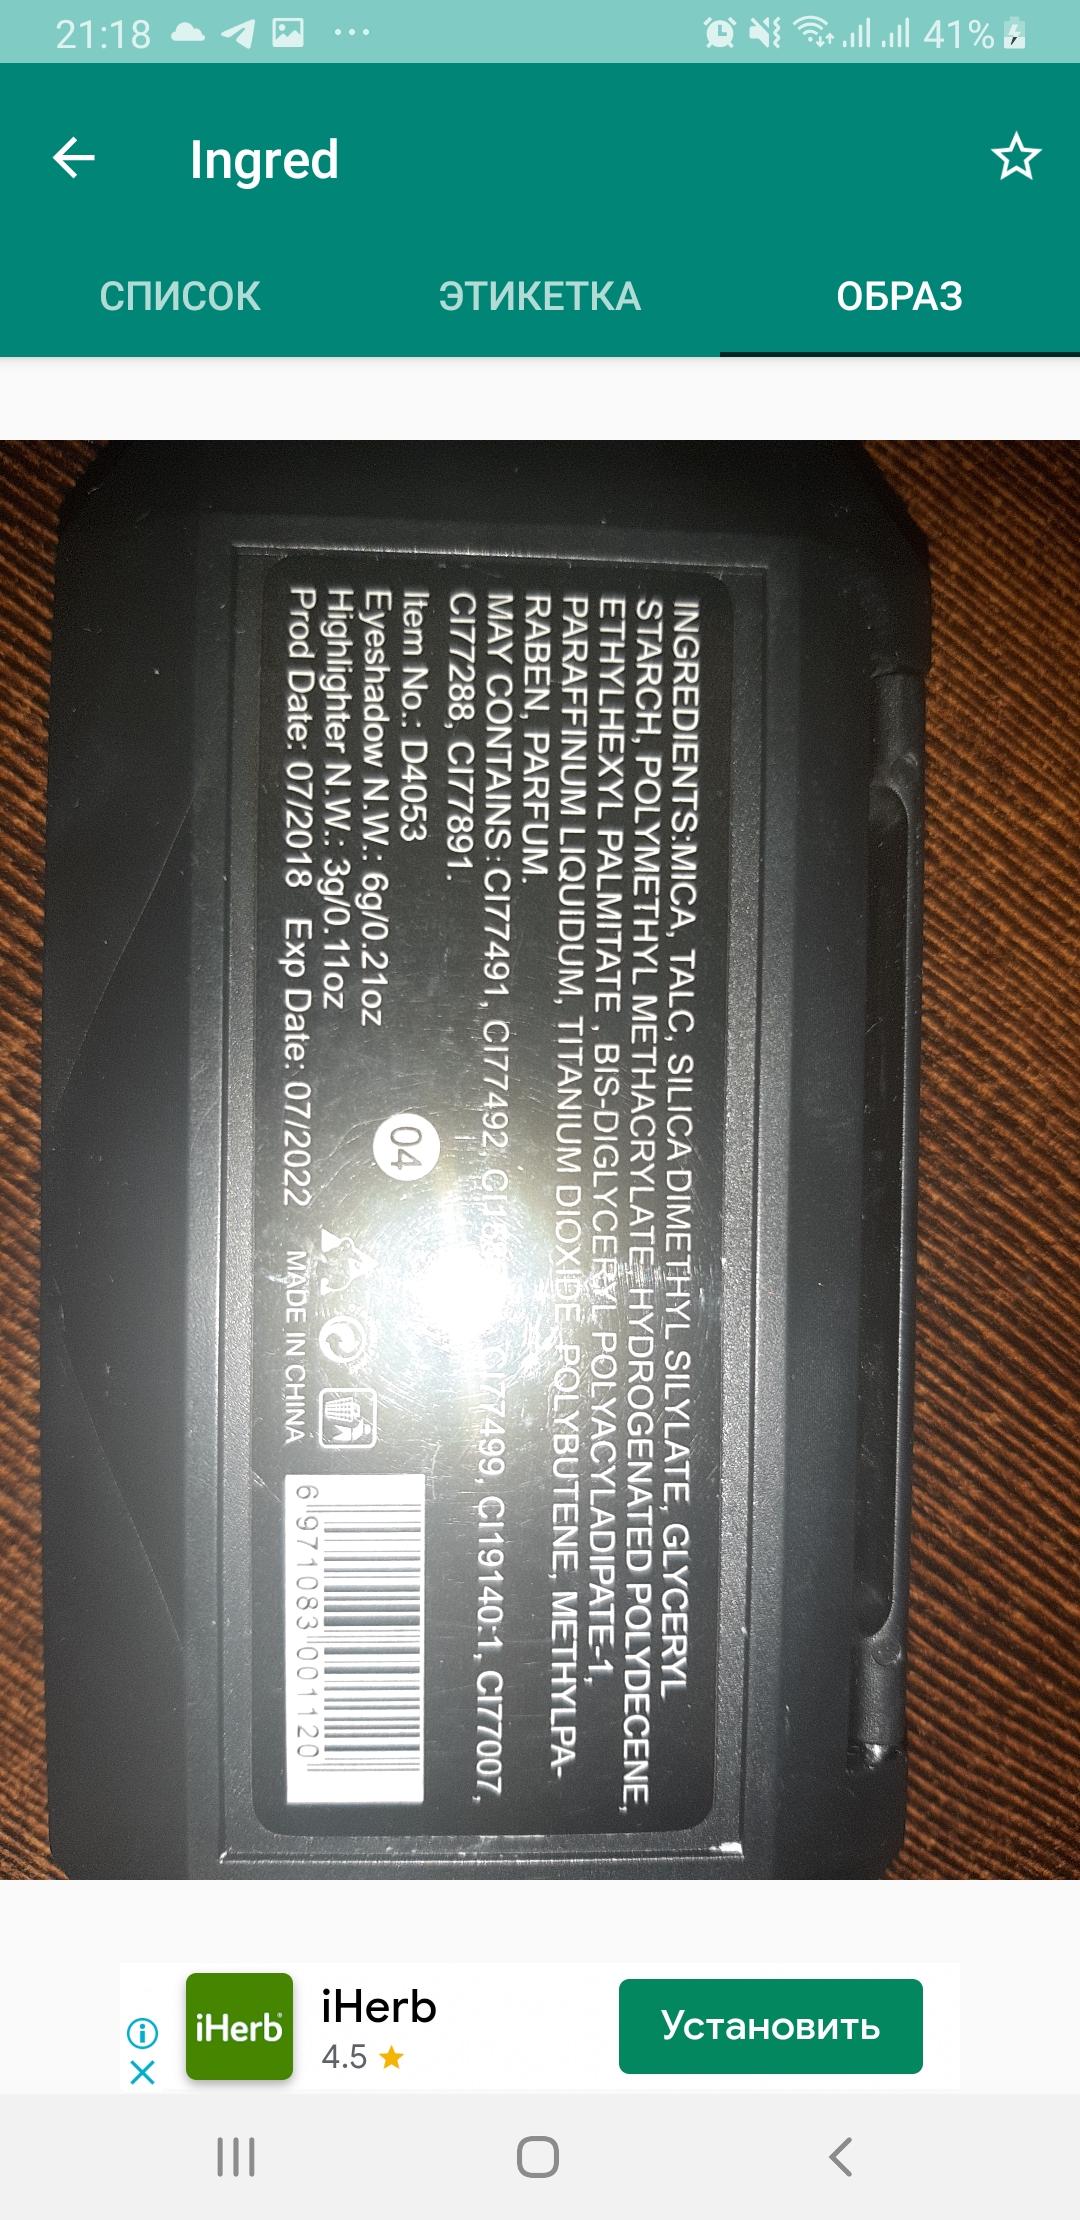 21:18
41%
Ingred
СПИСОК
ЭТИКЕТКА
ОБРАЗ
INGREDIENTS:MICA, TALC, SILICA DIMETHYL SILYLATE, GLYCERYL
STARCH, POLYMETHYL METHACRYLATE, HYDROGENATED POLYDECENE,
ETHYLHEXYL PALMITATE , BIS-DIGLYCERYL POLYACYLADIPATE-1,
PARAFFINUM LIQUIDUM, TITANIUM DIOXIDE, POLYBUTENE, METHYLPA-
RABEN, PARFUM.
MAY CONTAINS:CI77491, CI77492, CI77499, CI19140:1, CI77007,
CI77288, CI77891.
Item No.: D4053
Eyeshadow N.W.: 6g/0.21oz
Highlighter N.W.: 3g/0.11oz
Prod Date: 07/2018 Exp Date: 07/2022
04
MADE IN CHINA
6 971083 001120
iHerb
iHerb
4.5
Установить